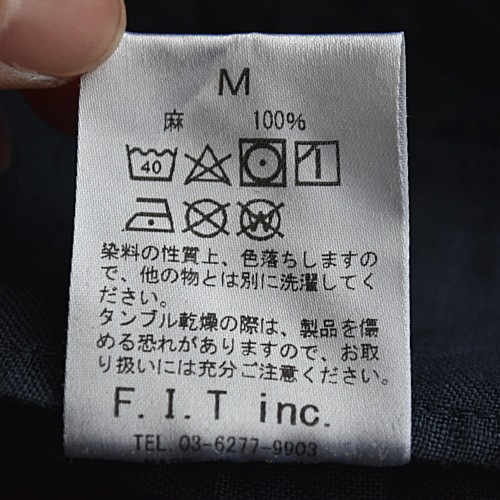 M
麻 100%
40
染料の性質上、色落ちしますの
で、他の物とは別に洗濯してく
ださい。
タンブル乾燥の際は、製品を傷
める恐れがありますので、お取
り扱いには充分ご注意ください。
F.I.T inc.
TEL. 03-6277-9903